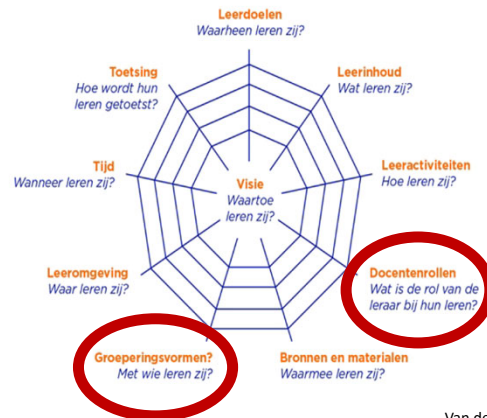 Leerdoelen
Waarheen leren zij?
Toetsing
Hoe wordt hun
leren getoetst?
Leerinhoud
Wat leren zij?
Tijd
Wanneer leren zij?
Visie
Waartoe
leren zij?
Leeractiviteiten
Hoe leren zij?
Leeromgeving
Waar leren zij?
Docentenrollen
Wat is de rol van de
leraar bij hun leren?
Groeperingsvormen?
Met wie leren zij?
Bronnen en materialen
Waarmee leren zij?
Van de